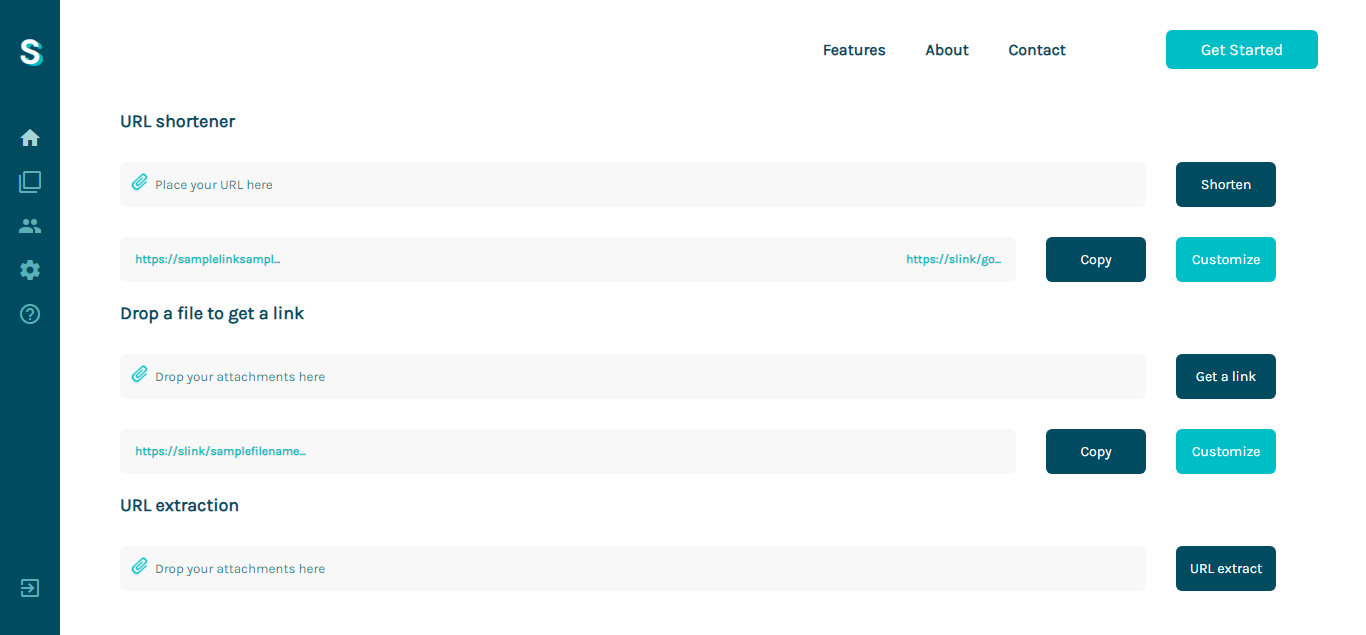 S
Features About Contact Get Started
URL shortener
Place your URL here Shorten
https://samplelinksampl... https://slink/go... Copy Customize
Drop a file to get a link
Drop your attachments here Get a link
https://slink/samplefilename... Copy Customize
URL extraction
Drop your attachments here URL extract